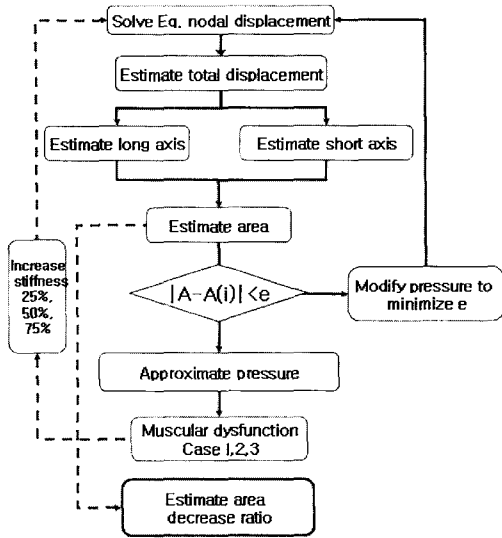 Solve Eq. nodal displacement
Estimate total displacement
Estimate long axis
Estimate short axis
Estimate area
Increase
stiffness
25%,
50%,
75%
|A-A(i)| <e
Modify pressure to
minimize e
Approximate pressure
Muscular dysfunction
Case 1,2,3
Estimate area
decrease ratio